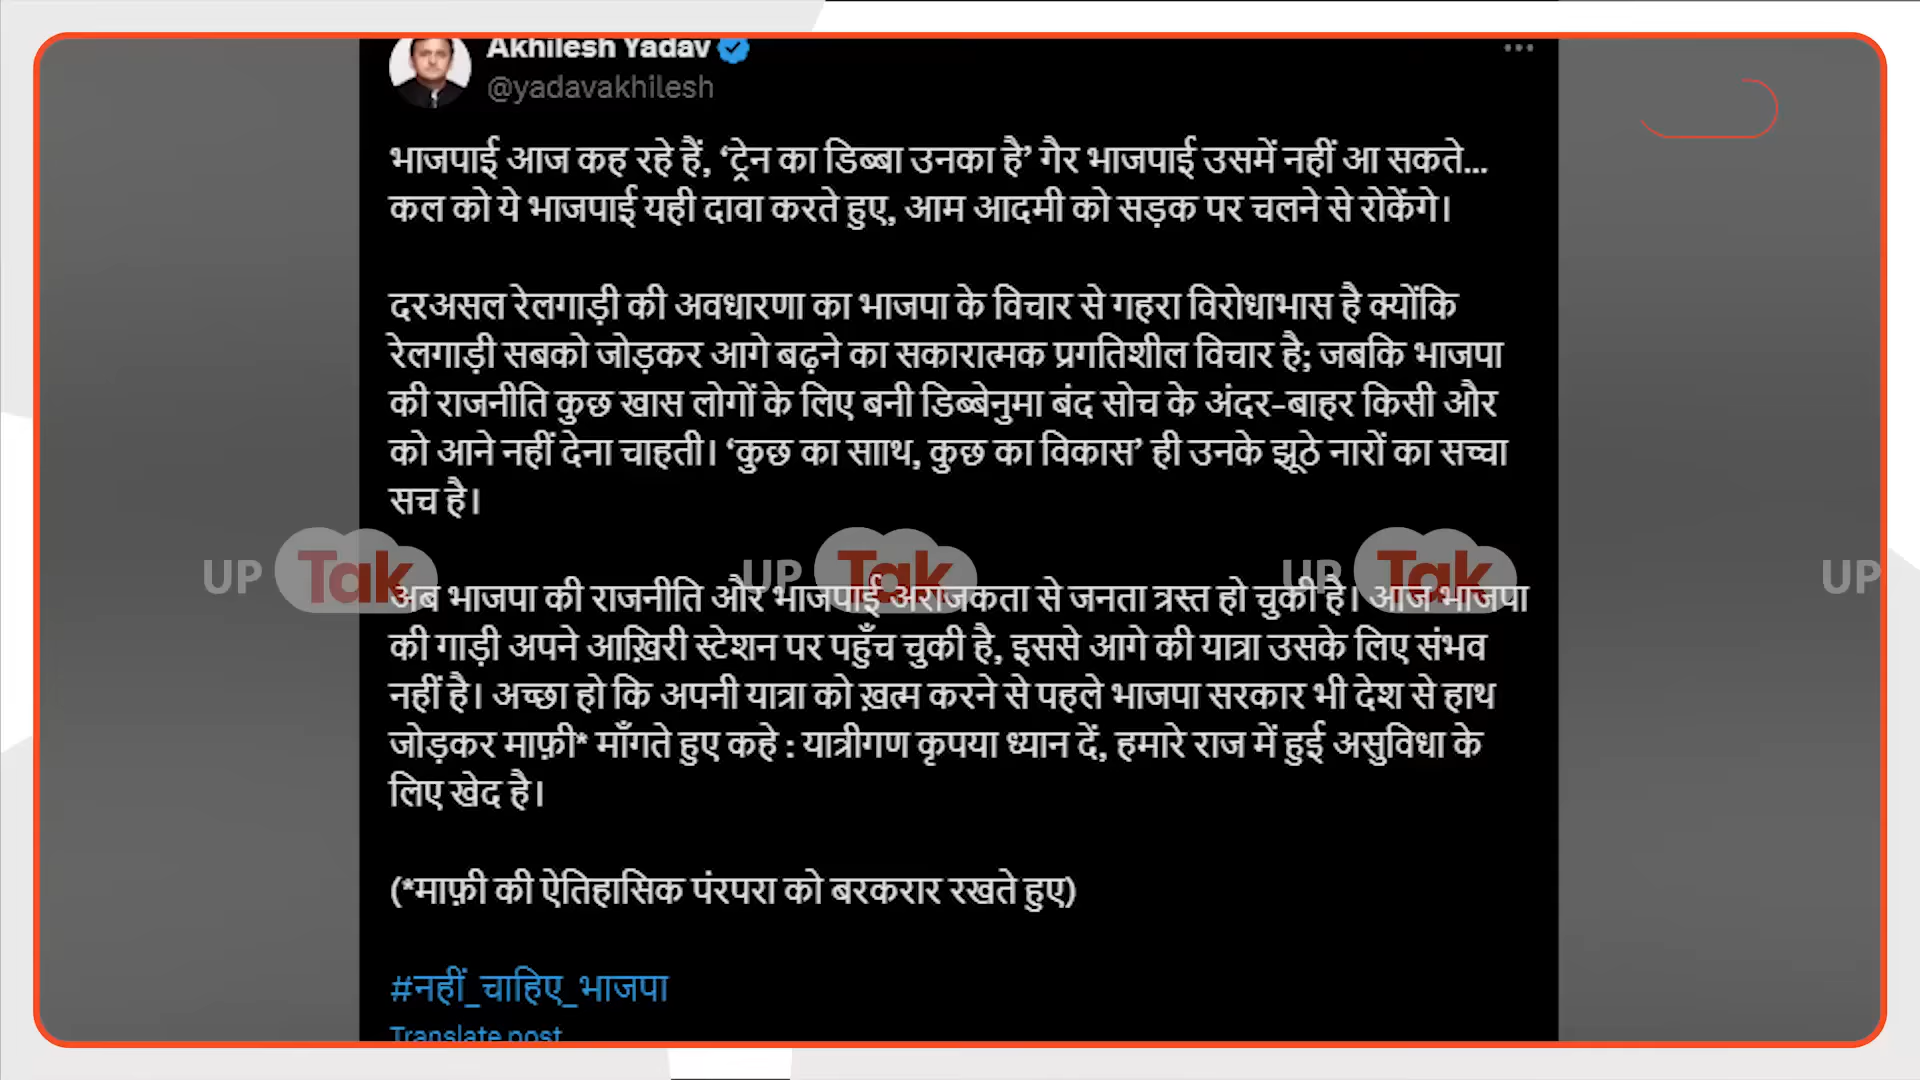 Akhilesh Yadav
@yadavakhilesh
भाजपाई आज कह रहे हैं, ‘ट्रेन का डिब्बा उनका है’ गैर भाजपाई उसमें नहीं आ सकते...
कल को ये भाजपाई यही दावा करते हुए, आम आदमी को सड़क पर चलने से रोकेंगे।
दरअसल रेलगाड़ी की अवधारणा का भाजपा के विचार से गहरा विरोधाभास है क्योंकि
रेलगाड़ी सबको जोड़कर आगे बढ़ने का सकारात्मक प्रगतिशील विचार है; जबकि भाजपा
की राजनीति कुछ खास लोगों के लिए बनी डिब्बेनुमा बंद सोच के अंदर-बाहर किसी और
को आने नहीं देना चाहती। ‘कुछ का सााथ, कुछ का विकास’ ही उनके झूठे नारों का सच्चा
सच है।
UP Tak UP Tak UP Tak UP
अब भाजपा की राजनीति और भाजपाई अराजकता से जनता त्रस्त हो चुकी है। आज भाजपा
की गाड़ी अपने आख़िरी स्टेशन पर पहुँच चुकी है, इससे आगे की यात्रा उसके लिए संभव
नहीं है। अच्छा हो कि अपनी यात्रा को ख़त्म करने से पहले भाजपा सरकार भी देश से हाथ
जोड़कर माफ़ी* माँगते हुए कहे : यात्रीगण कृपया ध्यान दें, हमारे राज में हुई असुविधा के
लिए खेद है।
(*माफ़ी की ऐतिहासिक पंरपरा को बरकरार रखते हुए)
#नहीं_चाहिए_भाजपा
Translate post